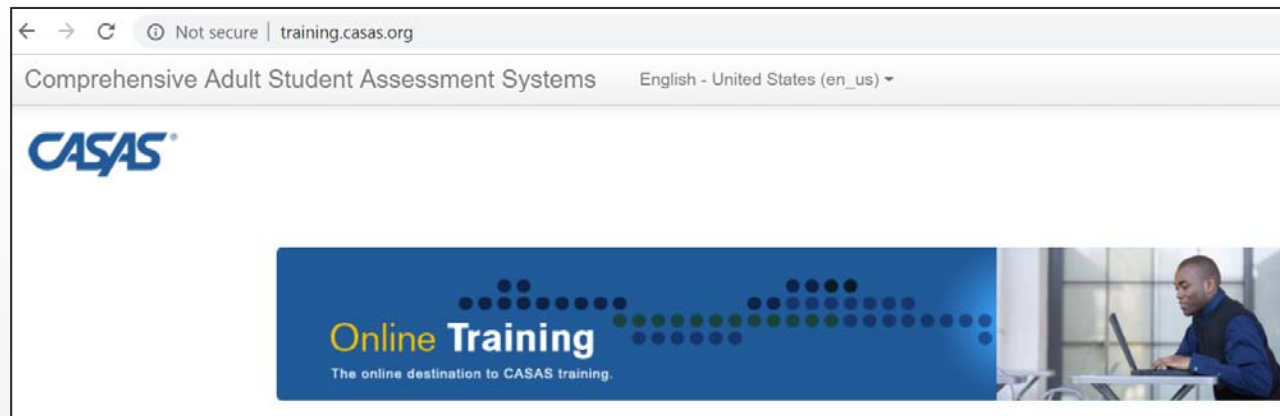 Not secure | training.casas.org
Comprehensive Adult Student Assessment Systems English - United States (en_us)
CASAS®
Online Training
The online destination to CASAS training.